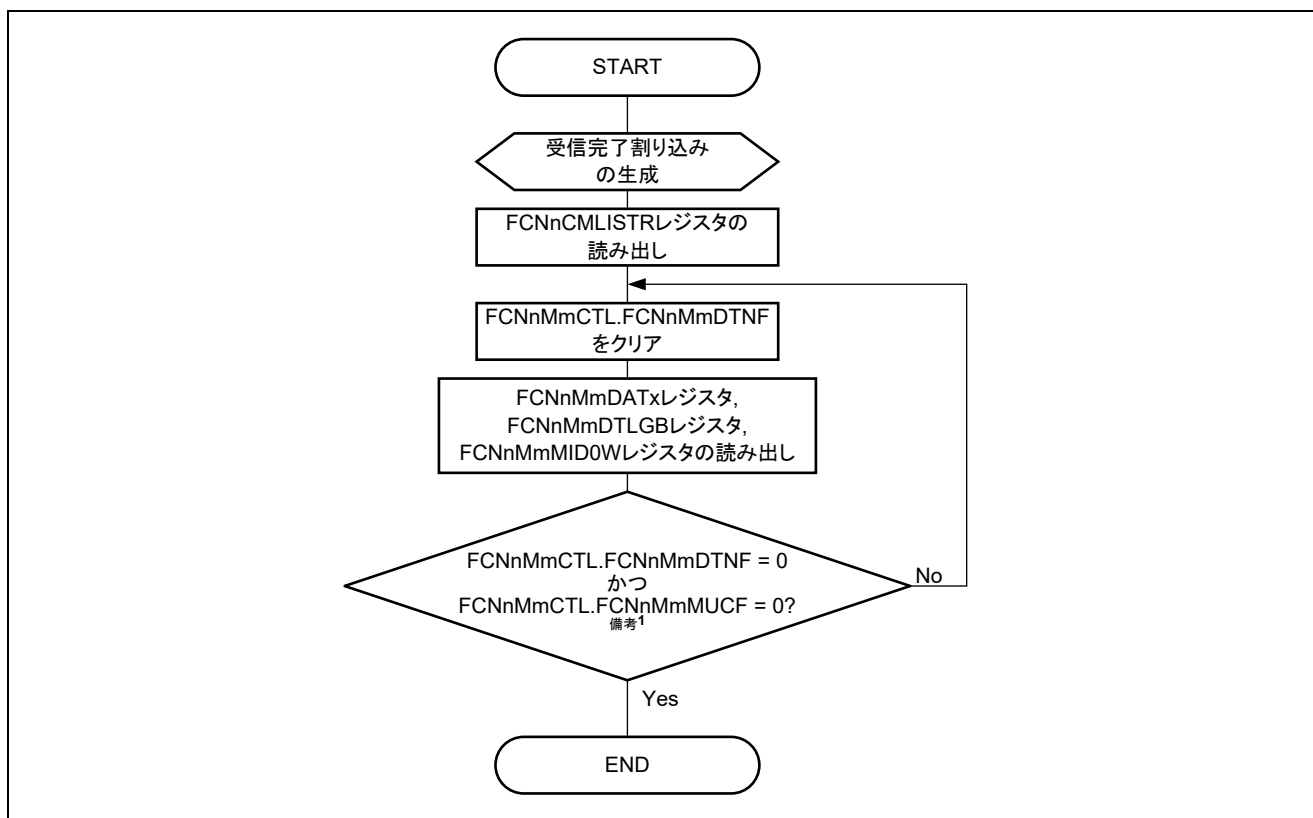 START
受信完了割り込み
の生成
FCNnCMLISTRレジスタの
読み出し
FCNnMmCTL.FCNnMmDTNF
をクリア
FCNnMmDATxレジスタ,
FCNnMmDTLGBレジスタ,
FCNnMmMID0Wレジスタの読み出し
FCNnMmCTL.FCNnMmDTNF = 0
かつ
FCNnMmCTL.FCNnMmMUCF = 0?
備考1
No
Yes
END